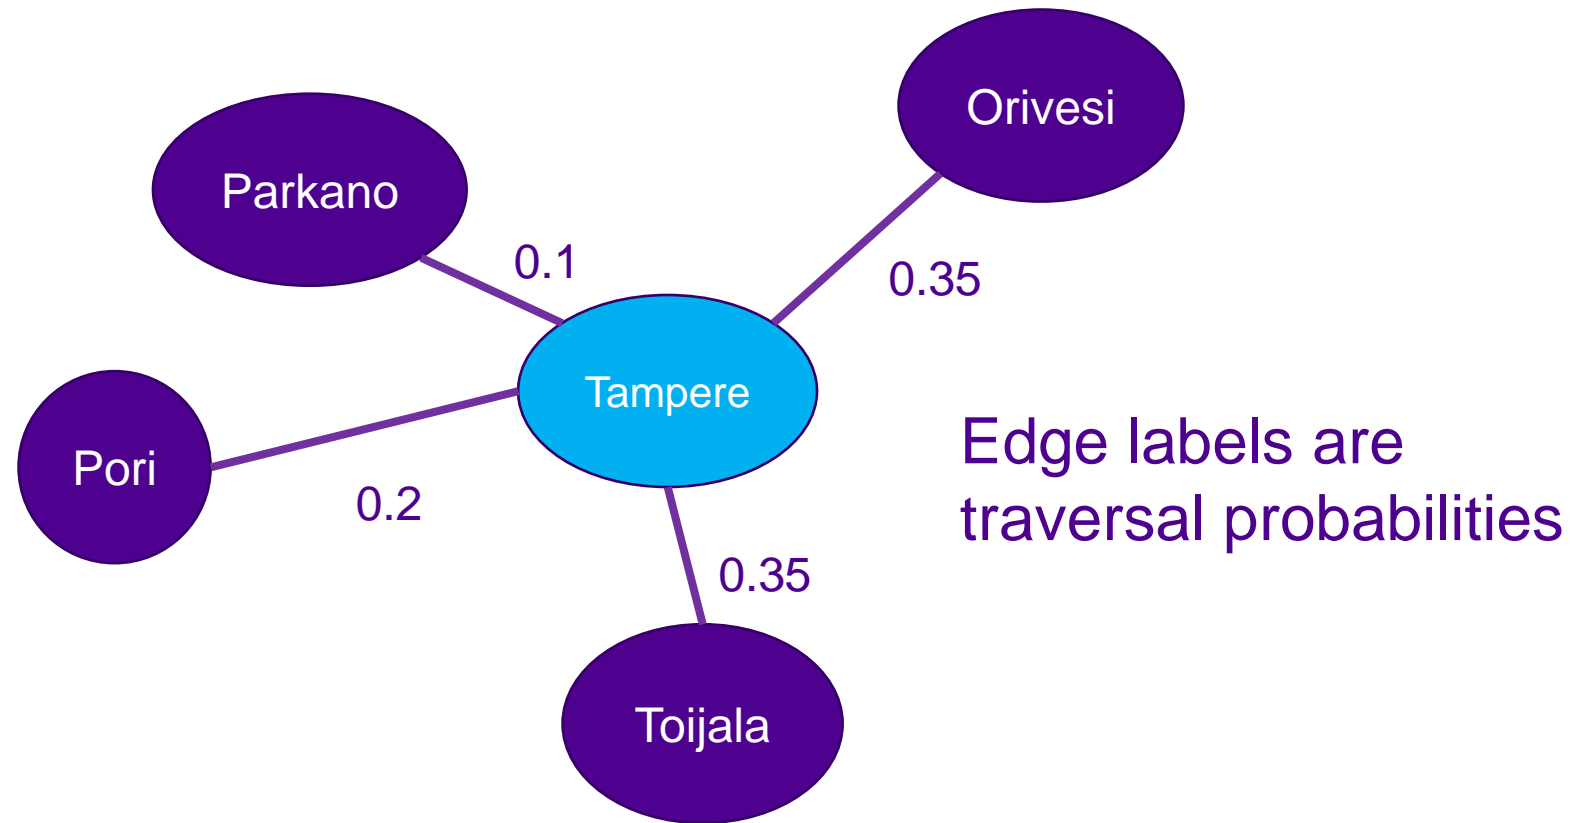 Orivesi
Parkano
0.1
0.35
Tampere
Edge labels are
traversal probabilities
Pori
0.2
0.35
Toijala